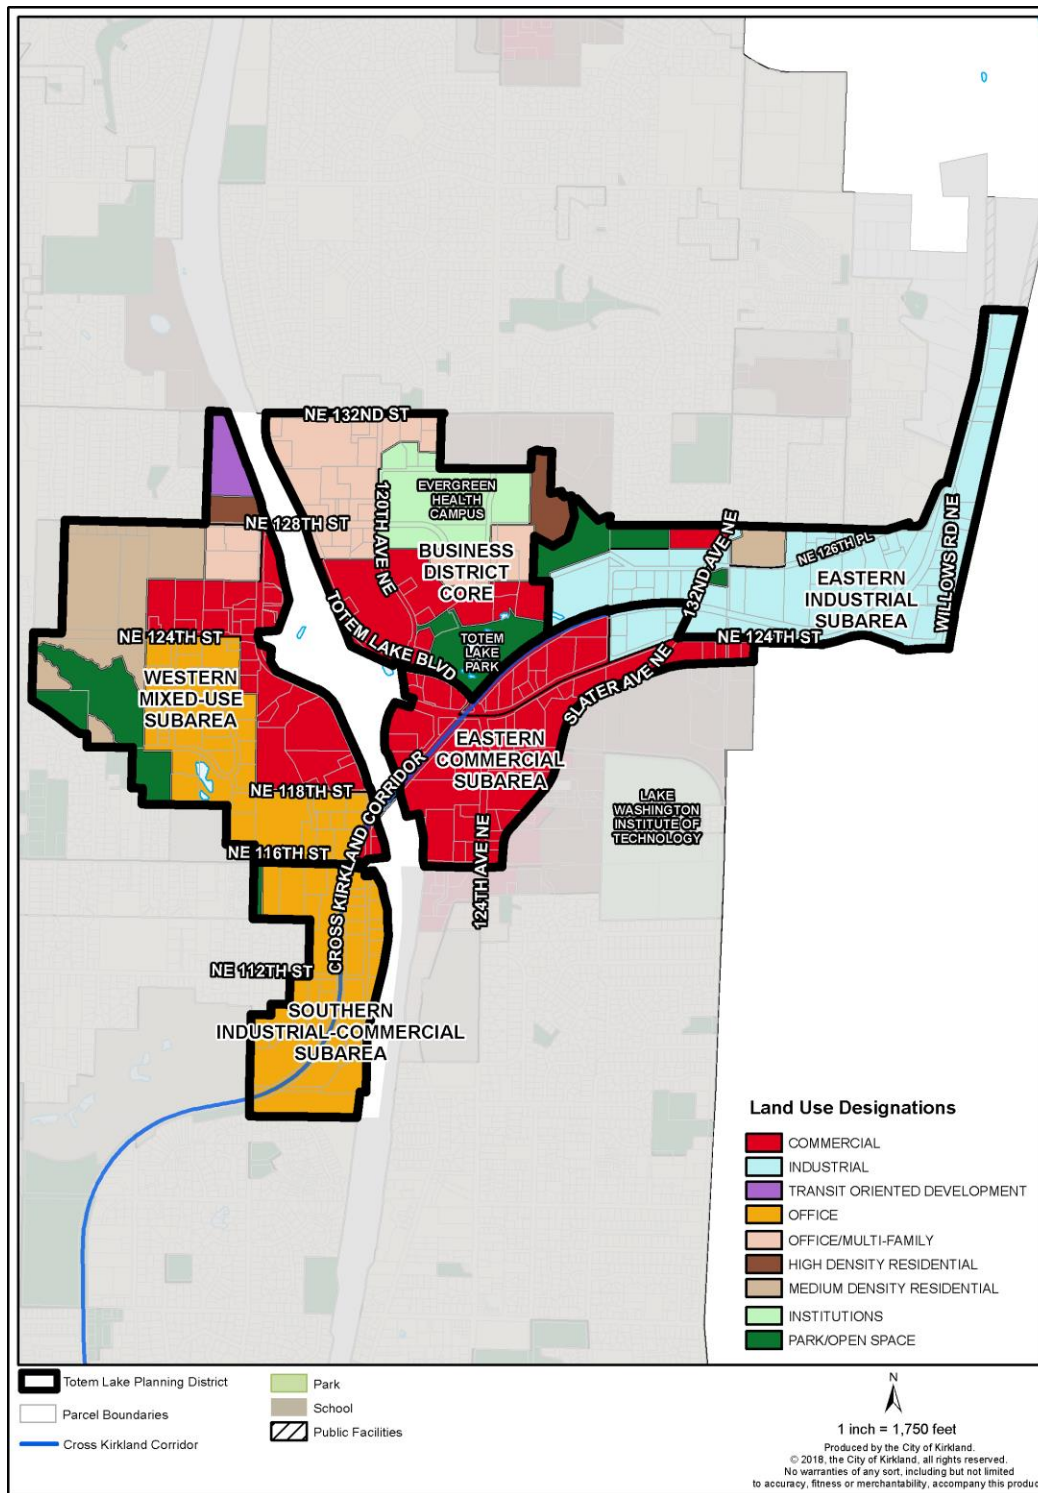 NE 132ND ST
120TH AVE NE
EVERGREEN
HEALTH
CAMPUS
NE 128TH ST
BUSINESS
DISTRICT
CORE
132ND AVE NE
NE 126TH PL
EASTERN
INDUSTRIAL
SUBAREA
WILLOWS RD NE
NE 124TH ST
TOTEM LAKE BLVD
TOTEM
LAKE
PARK
NE 124TH ST
WESTERN
MIXED-USE
SUBAREA
SLATER AVE NE
EASTERN
COMMERCIAL
SUBAREA
NE 118TH ST
CROSS KIRKLAND CORRIDOR
LAKE
WASHINGTON
INSTITUTE OF
TECHNOLOGY
NE 116TH ST
124TH AVE NE
NE 112TH ST
SOUTHERN
INDUSTRIAL-COMMERCIAL
SUBAREA
Land Use Designations
COMMERCIAL
INDUSTRIAL
TRANSIT ORIENTED DEVELOPMENT
OFFICE
OFFICE/MULTI-FAMILY
HIGH DENSITY RESIDENTIAL
MEDIUM DENSITY RESIDENTIAL
INSTITUTIONS
PARK/OPEN SPACE
Totem Lake Planning District
Parcel Boundaries
Cross Kirkland Corridor
Park
School
Public Facilities
N
1 inch = 1,750 feet
Produced by the City of Kirkland.
© 2018, the City of Kirkland, all rights reserved.
No warranties of any sort, including but not limited
to accuracy, fitness or merchantability, accompany this produc